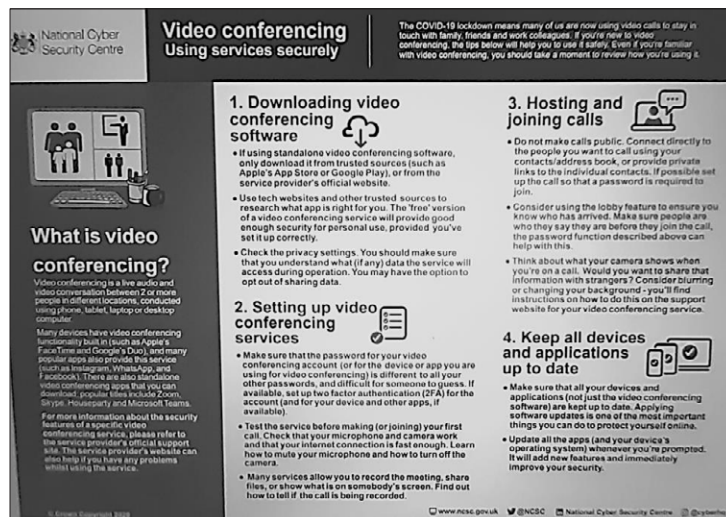 National Cyber
Security Centre
Video conferencing
Using services securely
The COVID-19 lockdown means many of us are now using video calls to stay in
touch with family, friends and work colleagues. If you're new to video
conferencing, the tips below will help you to use it safely. Even if you're familiar
with video conferencing, you should take a moment to review how you're using it.
What is video
conferencing?
Video conferencing is a live audio and
video conversation between 2 or more
people in different locations, conducted
using phone, tablet, laptop or desktop
computer.
Many devices have video conferencing
functionality built in (such as Apple's
FaceTime and Google's Duo), and many
popular apps also provide this service
(such as Instagram, WhatsApp, and
Facebook). There are also standalone
video conferencing apps that you can
download; popular titles include Zoom,
Skype, Houseparty and Microsoft Teams.
For more information about the security
features of a specific video
conferencing service, please refer to
the service provider's official support
site. The service provider's website can
also help if you have any problems
whilst using the service.
© Crown Copyright 2020
1. Downloading video
conferencing
software
• If using standalone video conferencing software,
only download it from trusted sources (such as
Apple's App Store or Google Play), or from the
service provider's official website.
• Use tech websites and other trusted sources to
research what app is right for you. The 'free' version
of a video conferencing service will provide good
enough security for personal use, provided you've
set it up correctly.
• Check the privacy settings. You should make sure
that you understand what (if any) data the service will
access during operation. You may have the option to
opt out of sharing data.
2. Setting up video
conferencing
services
• Make sure that the password for your video
conferencing account (or for the device or app you are
using for video conferencing) is different to all your
other passwords, and difficult for someone to guess. If
available, set up two factor authentication (2FA) for the
account (and for your device and other apps, if
available).
• Test the service before making (or joining) your first
call. Check that your microphone and camera work
and that your internet connection is fast enough. Learn
how to mute your microphone and how to turn off the
camera.
• Many services allow you to record the meeting, share
files, or show what is on somebody's screen. Find out
how to tell if the call is being recorded.
3. Hosting and
joining calls
• Do not make calls public. Connect directly to
the people you want to call using your
contacts/address book, or provide private
links to the individual contacts. If possible set
up the call so that a password is required to
join.
• Consider using the lobby feature to ensure you
know who has arrived. Make sure people are
who they say they are before they join the call,
the password function described above can
help with this.
• Think about what your camera shows when
you're on a call. Would you want to share that
information with strangers? Consider blurring
or changing your background - you'll find
instructions on how to do this on the support
website for your video conferencing service.
4. Keep all devices
and applications
up to date
• Make sure that all your devices and
applications (not just the video conferencing
software) are kept up to date. Applying
software updates is one of the most important
things you can do to protect yourself online.
• Update all the apps (and your device's
operating system) whenever you're prompted.
It will add new features and immediately
improve your security.
www.ncsc.gov.uk @NCSC National Cyber Security Centre